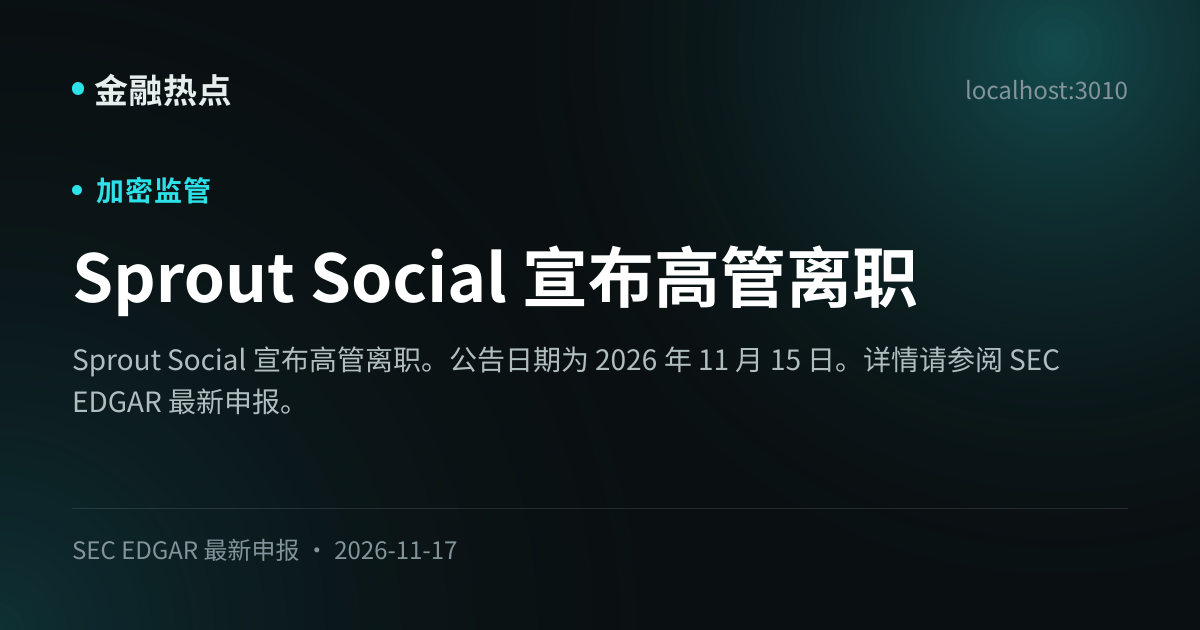 金融热点
localhost:3010
加密监管
Sprout Social 宣布高管离职
Sprout Social 宣布高管离职。公告日期为 2026 年 11 月 15 日。详情请参阅 SEC
EDGAR 最新申报。
SEC EDGAR 最新申报 · 2026-11-17